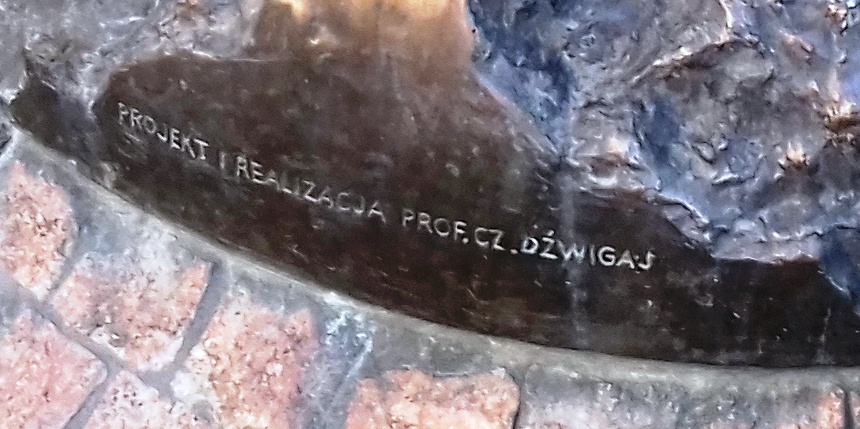 PROJEKT I REALIZACJA PROF. CZ. DŹWIGAJ